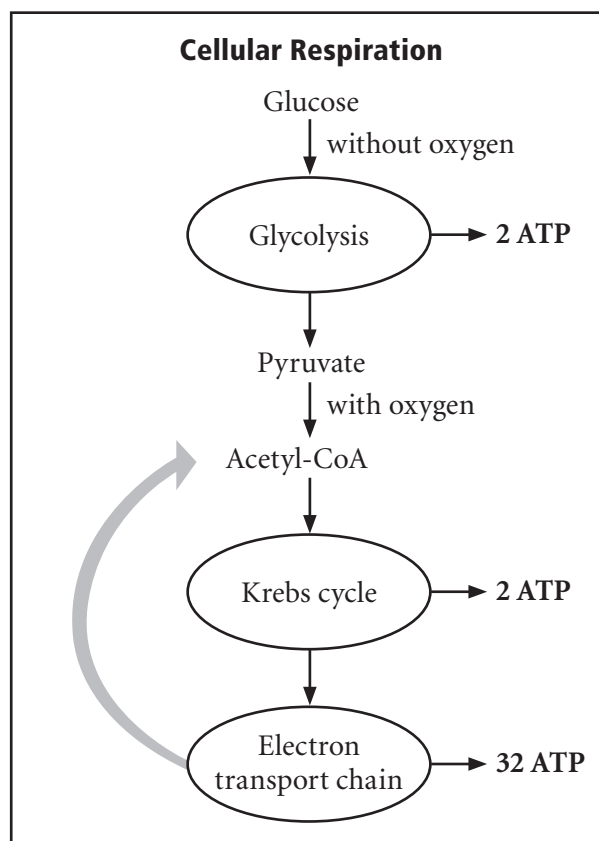 Cellular Respiration
Glucose
without oxygen
Glycolysis
2 ATP
Pyruvate
with oxygen
Acetyl-CoA
Krebs cycle
2 ATP
Electron
transport chain
32 ATP